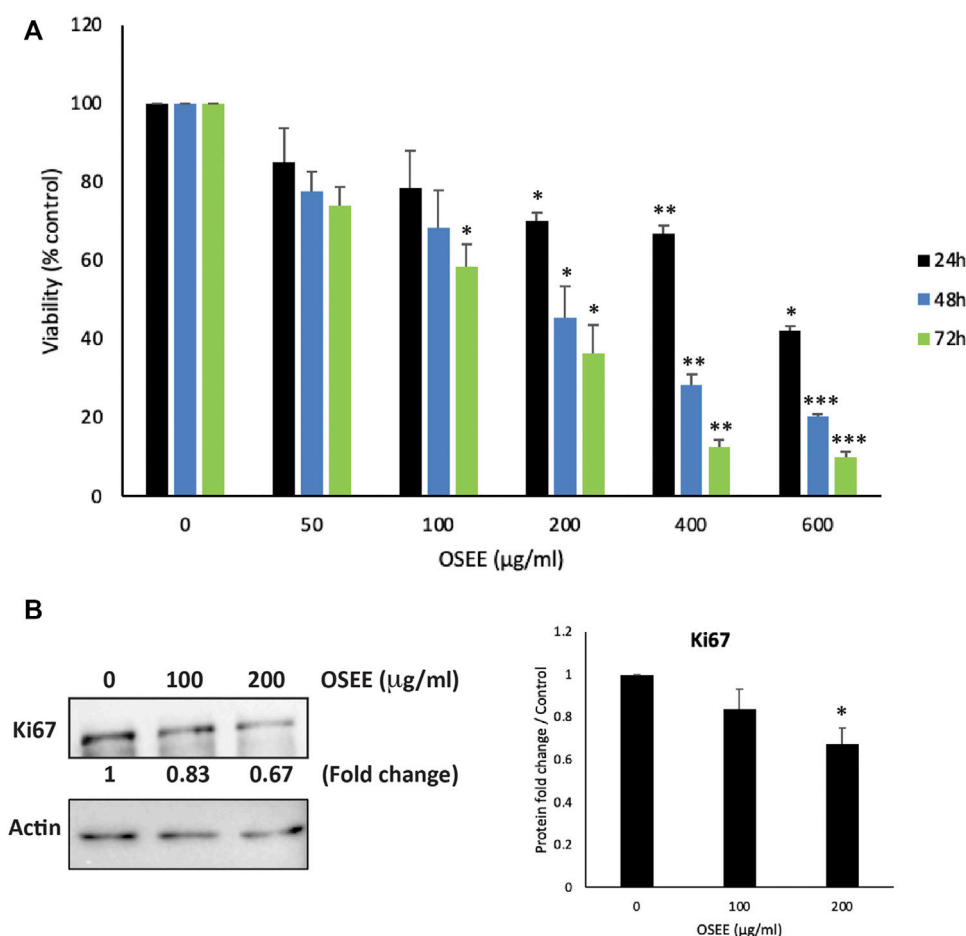 A
120
100
80
60
40
20
0
Viability (% control)
* * * * ** ** ** * *** ***
0 50 100 200 400 600
OSEE (µg/ml)
24h
48h
72h
B
0 100 200 OSEE (µg/ml)
Ki67
1 0.83 0.67 (Fold change)
Actin
Ki67
1.2
1
0.8
0.6
0.4
0.2
0
Protein fold change / Control
*
0 100 200
OSEE (µg/ml)